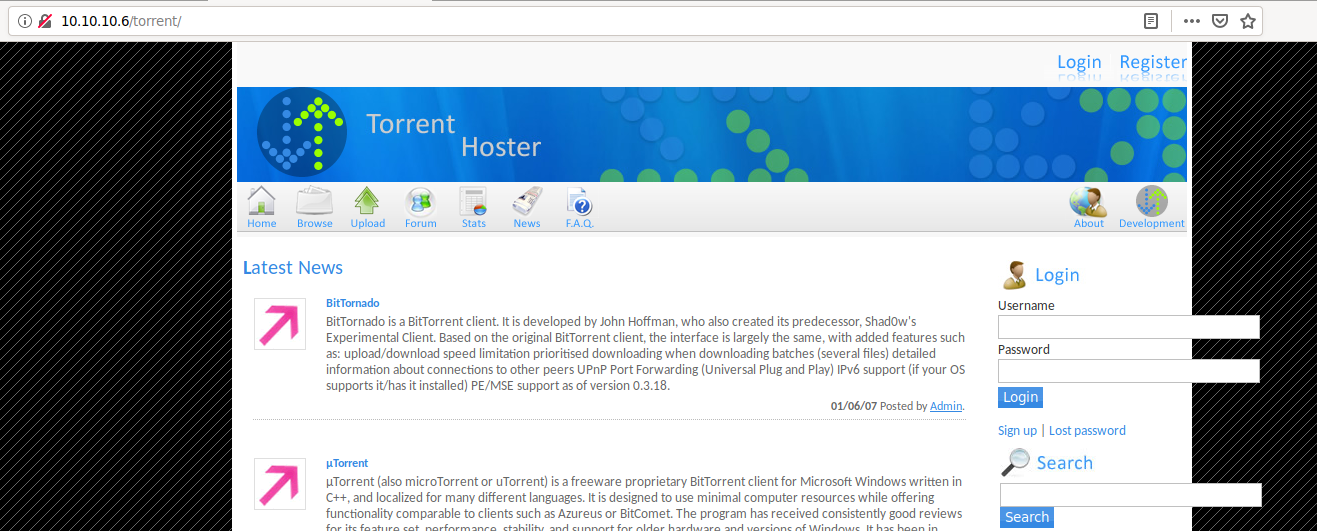 10.10.10.6/torrent/
Login Register
Torrent
Hoster
Home Browse Upload Forum Stats News F.A.Q. About Development
Latest News
BitTornado
BitTornado is a BitTorrent client. It is developed by John Hoffman, who also created its predecessor, Shad0w's
Experimental Client. Based on the original BitTorrent client, the interface is largely the same, with added features such
as: upload/download speed limitation prioritised downloading when downloading batches (several files) detailed
information about connections to other peers UPnP Port Forwarding (Universal Plug and Play) IPv6 support (if your OS
supports it/has it installed) PE/MSE support as of version 0.3.18.
01/06/07 Posted by Admin.
µTorrent
µTorrent (also microTorrent or uTorrent) is a freeware proprietary BitTorrent client for Microsoft Windows written in
C++, and localized for many different languages. It is designed to use minimal computer resources while offering
functionality comparable to clients such as Azureus or BitComet. The program has received consistently good reviews
for its feature set, performance, stability, and support for older hardware and versions of Windows. It has been in
Login
Username
Password
Login
Sign up | Lost password
Search
Search